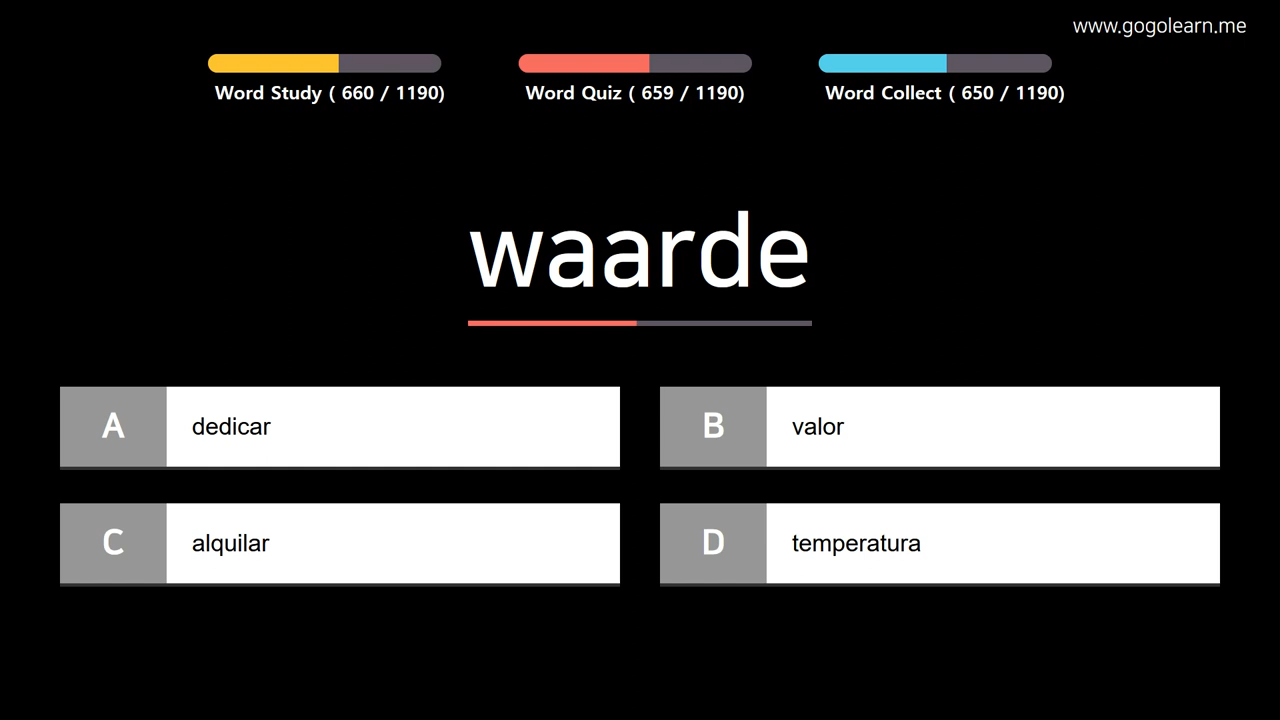 www.gogolearn.me
Word Study ( 660 / 1190)
Word Quiz ( 659 / 1190)
Word Collect ( 650 / 1190)
waarde
A
dedicar
B
valor
C
alquilar
D
temperatura